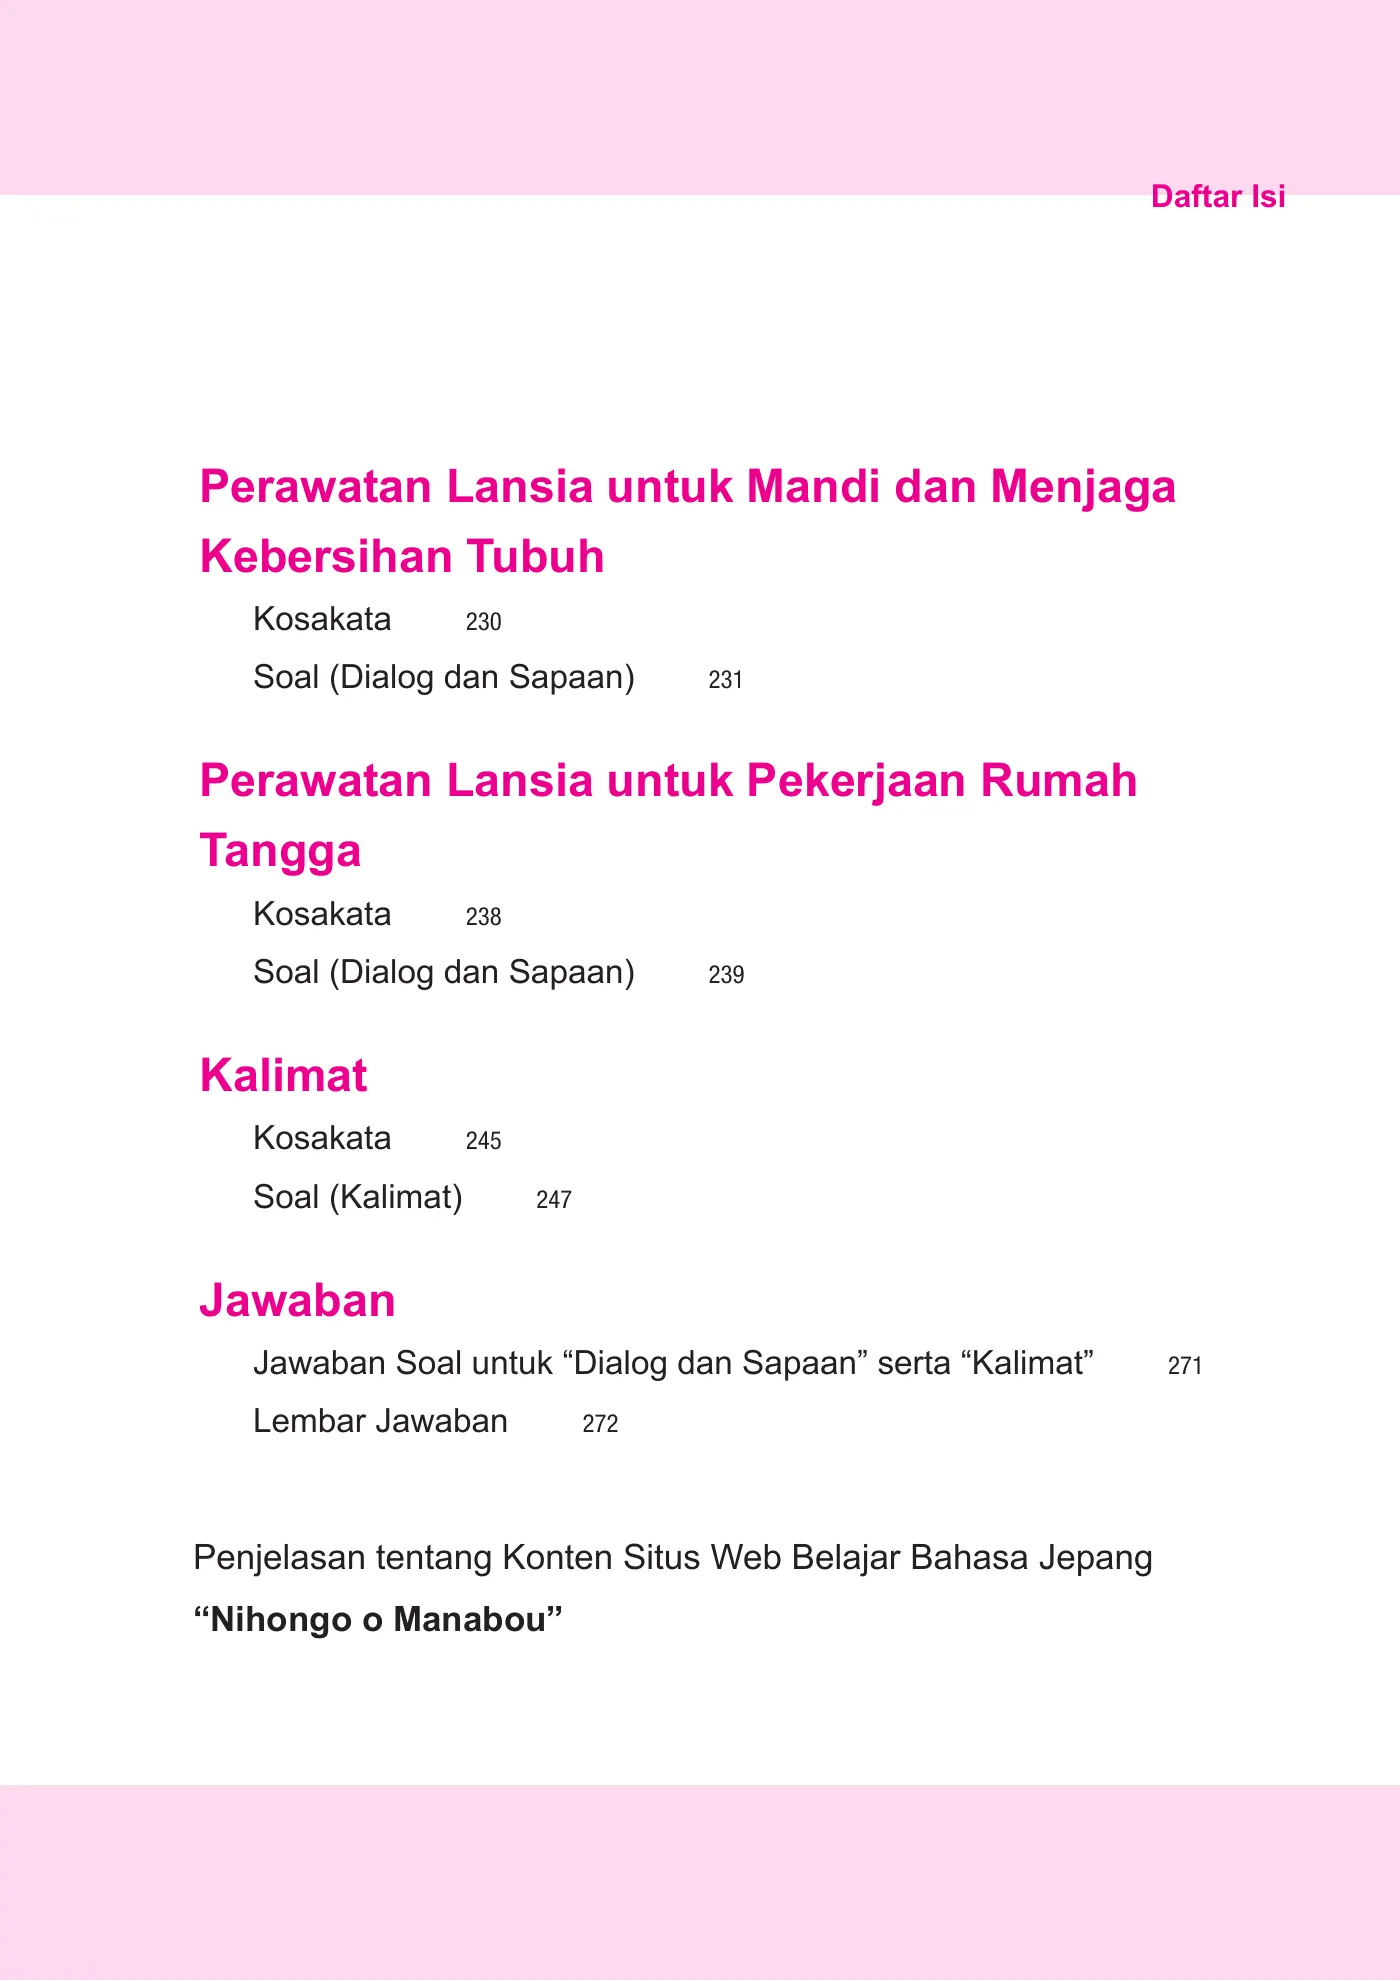 Daftar Isi
Perawatan Lansia untuk Mandi dan Menjaga
Kebersihan Tubuh
Kosakata 230
Soal (Dialog dan Sapaan) 231
Perawatan Lansia untuk Pekerjaan Rumah
Tangga
Kosakata 238
Soal (Dialog dan Sapaan) 239
Kalimat
Kosakata 245
Soal (Kalimat) 247
Jawaban
Jawaban Soal untuk “Dialog dan Sapaan” serta “Kalimat” 271
Lembar Jawaban 272
Penjelasan tentang Konten Situs Web Belajar Bahasa Jepang
“Nihongo o Manabou”